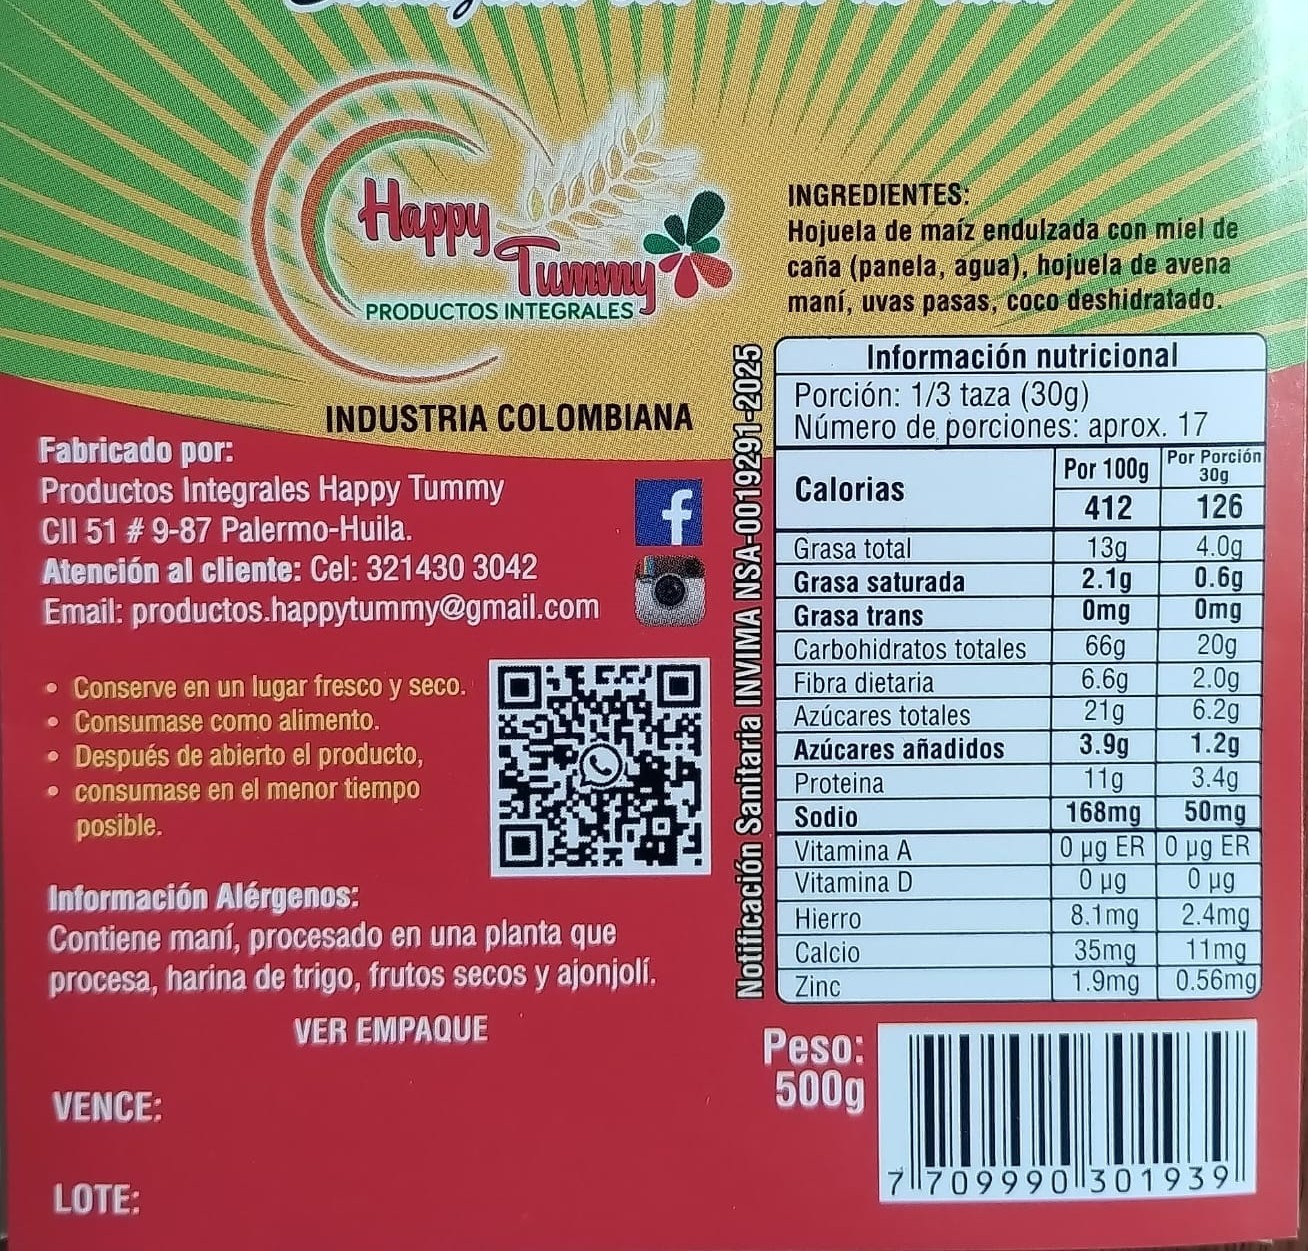 Happy
Tummy
PRODUCTOS INTEGRALES
INDUSTRIA COLOMBIANA
Fabricado por:
Productos Integrales Happy Tummy
Cll 51 # 9-87 Palermo-Huila.
Atención al cliente: Cel: 321430 3042
Email: productos.happytummy@gmail.com
• Conserve en un lugar fresco y seco.
• Consumase como alimento.
• Después de abierto el producto,
• consumase en el menor tiempo
posible.
Información Alérgenos:
Contiene maní, procesado en una planta que
procesa, harina de trigo, frutos secos y ajonjolí.
VER EMPAQUE
VENCE:
LOTE:
Notificación Sanitaria INVIMA NSA-0019291-2025
INGREDIENTES:
Hojuela de maíz endulzada con miel de
caña (panela, agua), hojuela de avena
maní, uvas pasas, coco deshidratado.
Información nutricional
Porción: 1/3 taza (30g)
Número de porciones: aprox. 17
Calorias Por 100g Por Porción 30g
412 126
Grasa total 13g 4.0g
Grasa saturada 2.1g 0.6g
Grasa trans 0mg 0mg
Carbohidratos totales 66g 20g
Fibra dietaria 6.6g 2.0g
Azúcares totales 21g 6.2g
Azúcares añadidos 3.9g 1.2g
Proteina 11g 3.4g
Sodio 168mg 50mg
Vitamina A 0 µg ER 0 µg ER
Vitamina D 0 µg 0 µg
Hierro 8.1mg 2.4mg
Calcio 35mg 11mg
Zinc 1.9mg 0.56mg
Peso:
500g
7 709990 301939